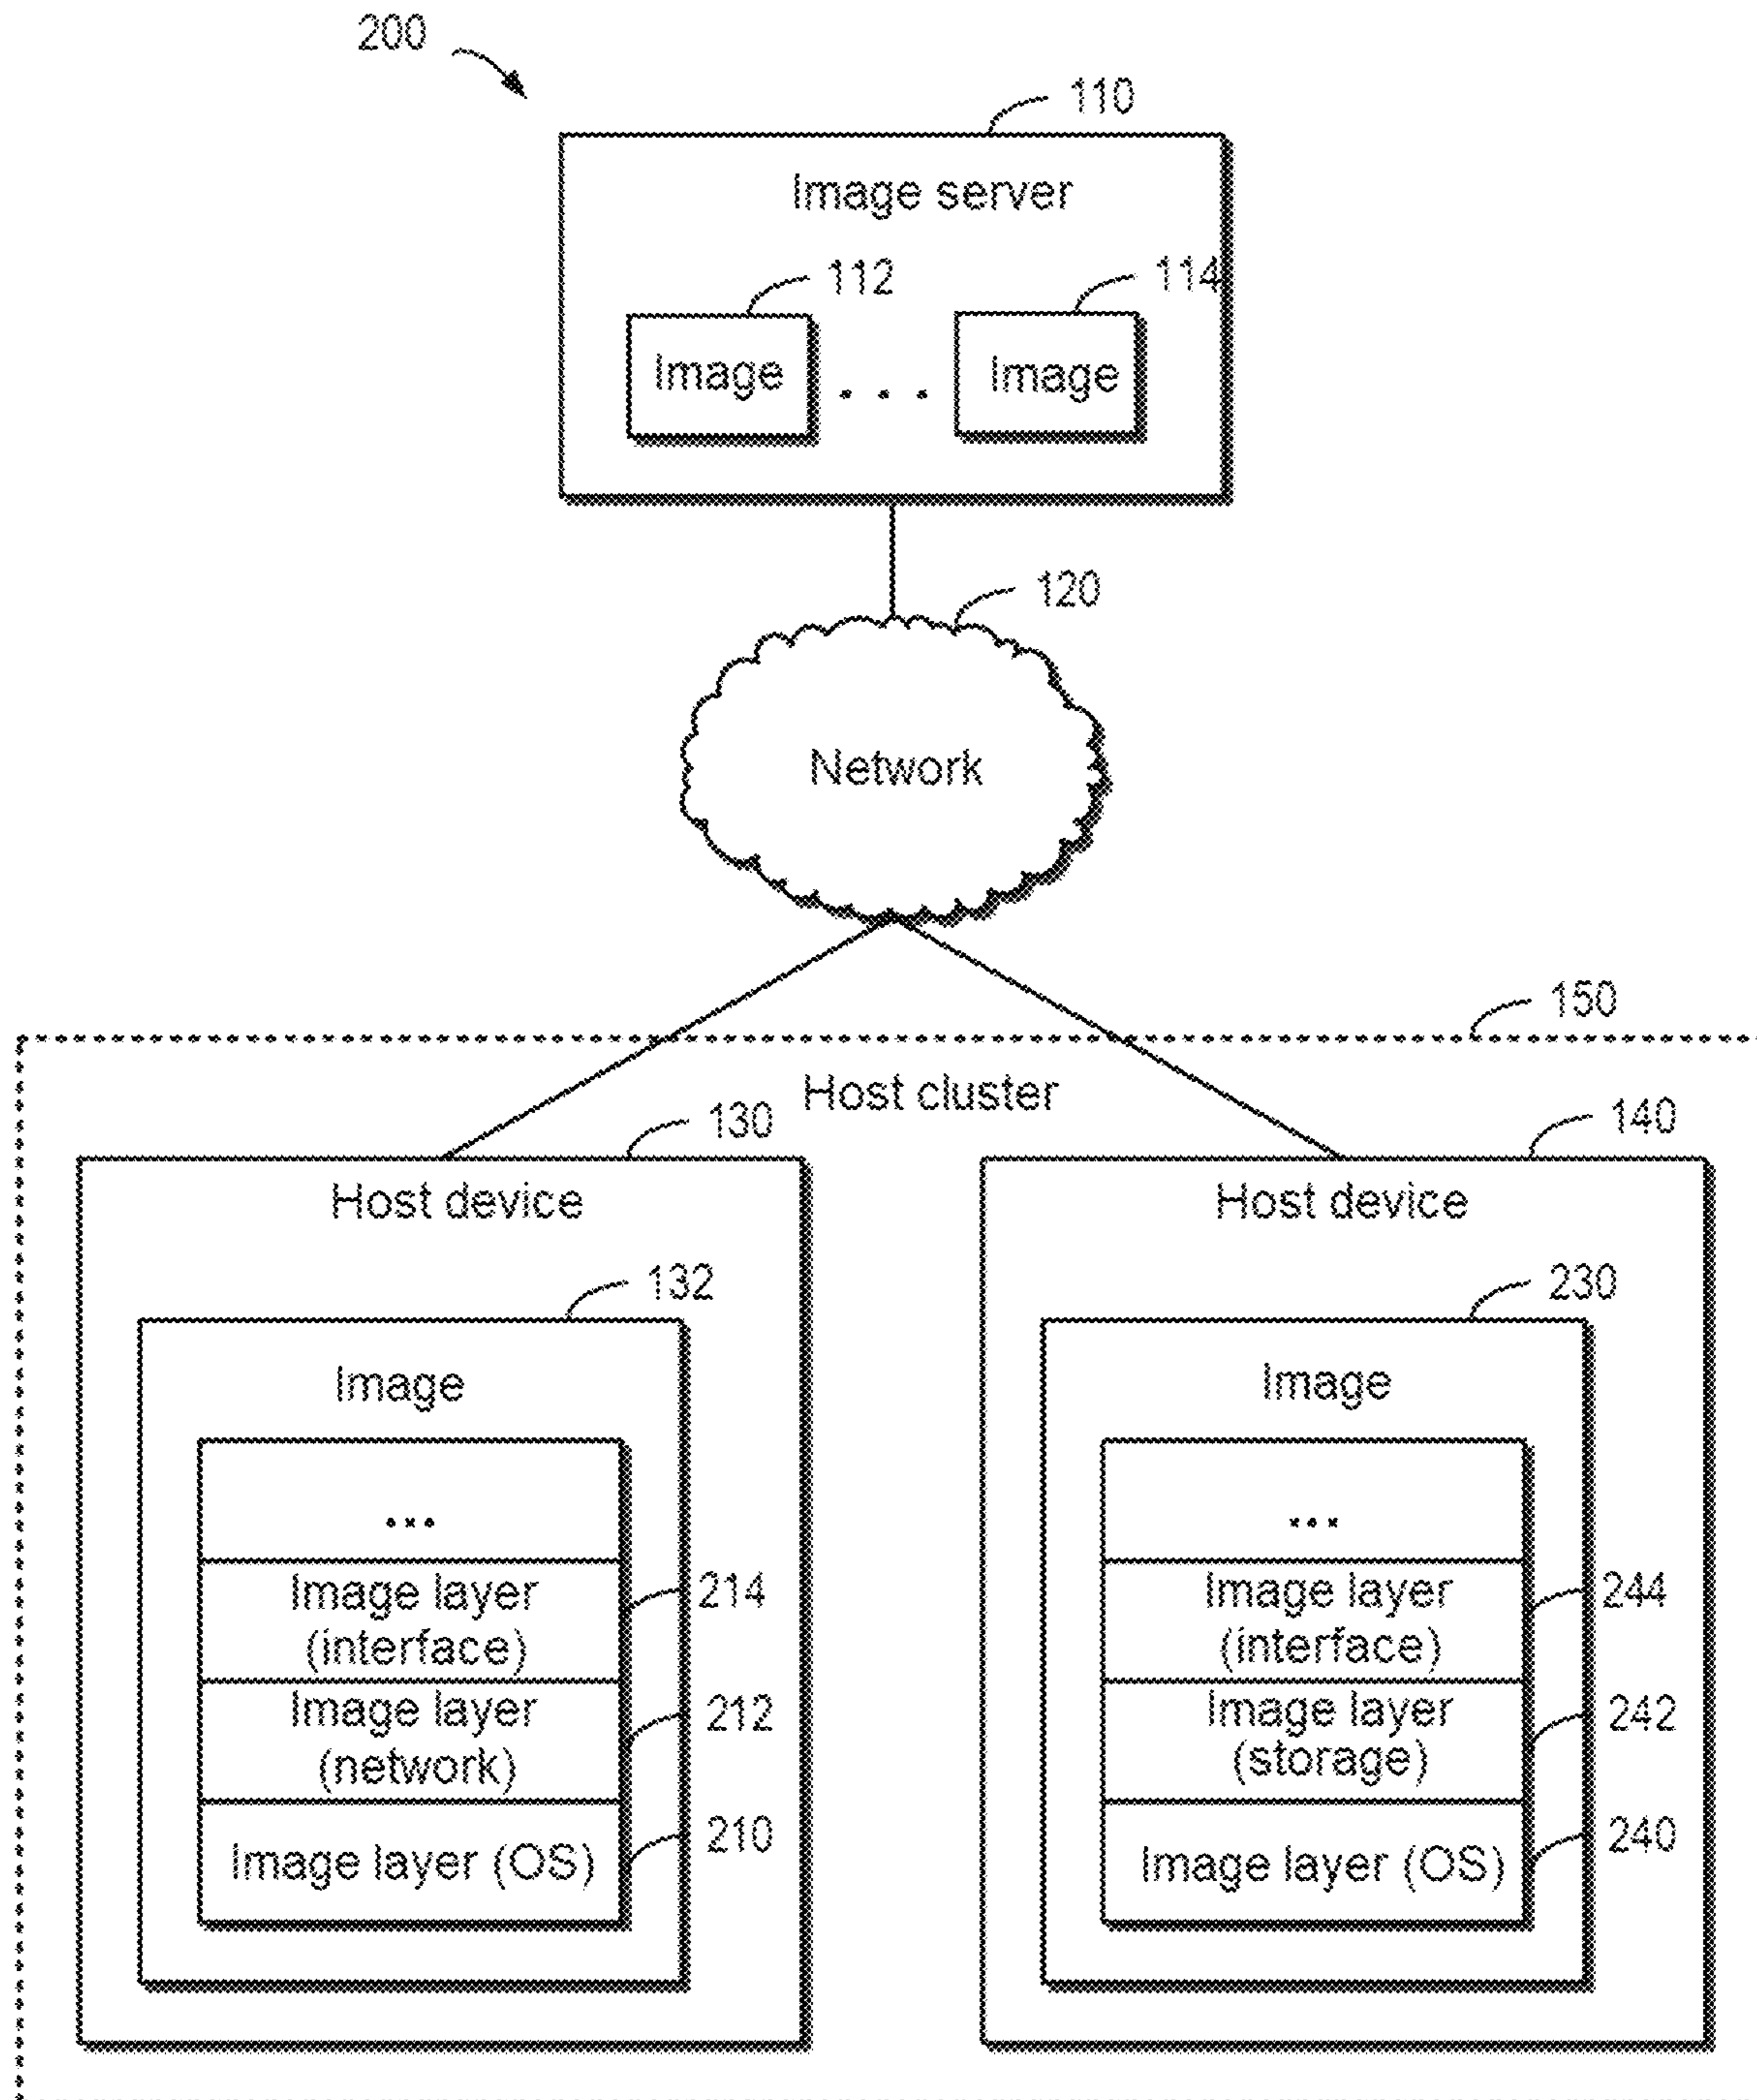 200
110
Image server
112
114
Image
. . .
Image
120
Network
150
Host cluster
130
140
Host device
Host device
132
230
Image
Image
...
...
Image layer
(interface)
214
Image layer
(interface)
244
Image layer
(network)
212
Image layer
(storage)
242
Image layer (OS)
210
Image layer (OS)
240